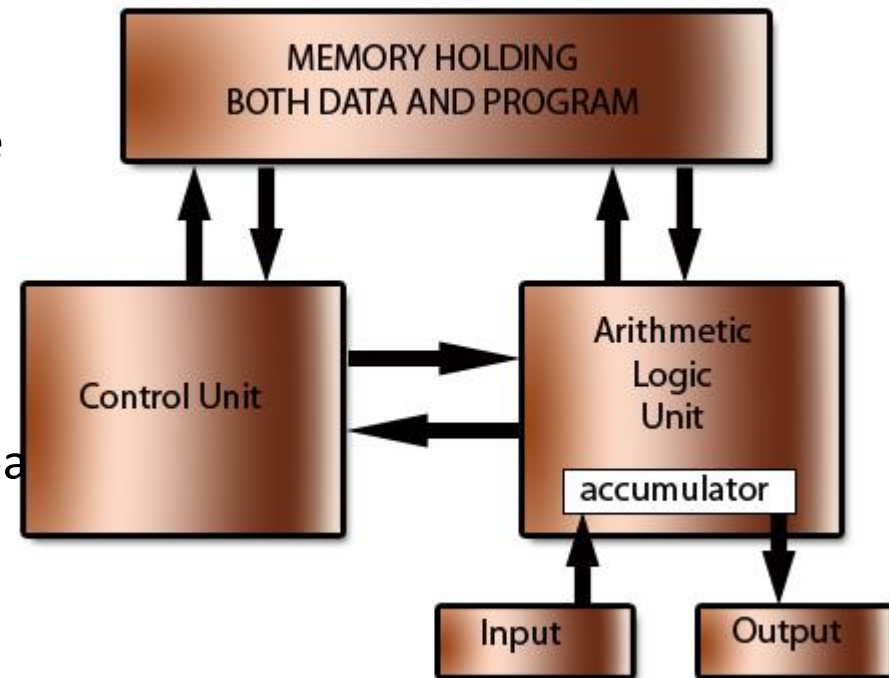 MEMORY HOLDING
BOTH DATA AND PROGRAM
Control Unit
Arithmetic
Logic
Unit
accumulator
Input
Output